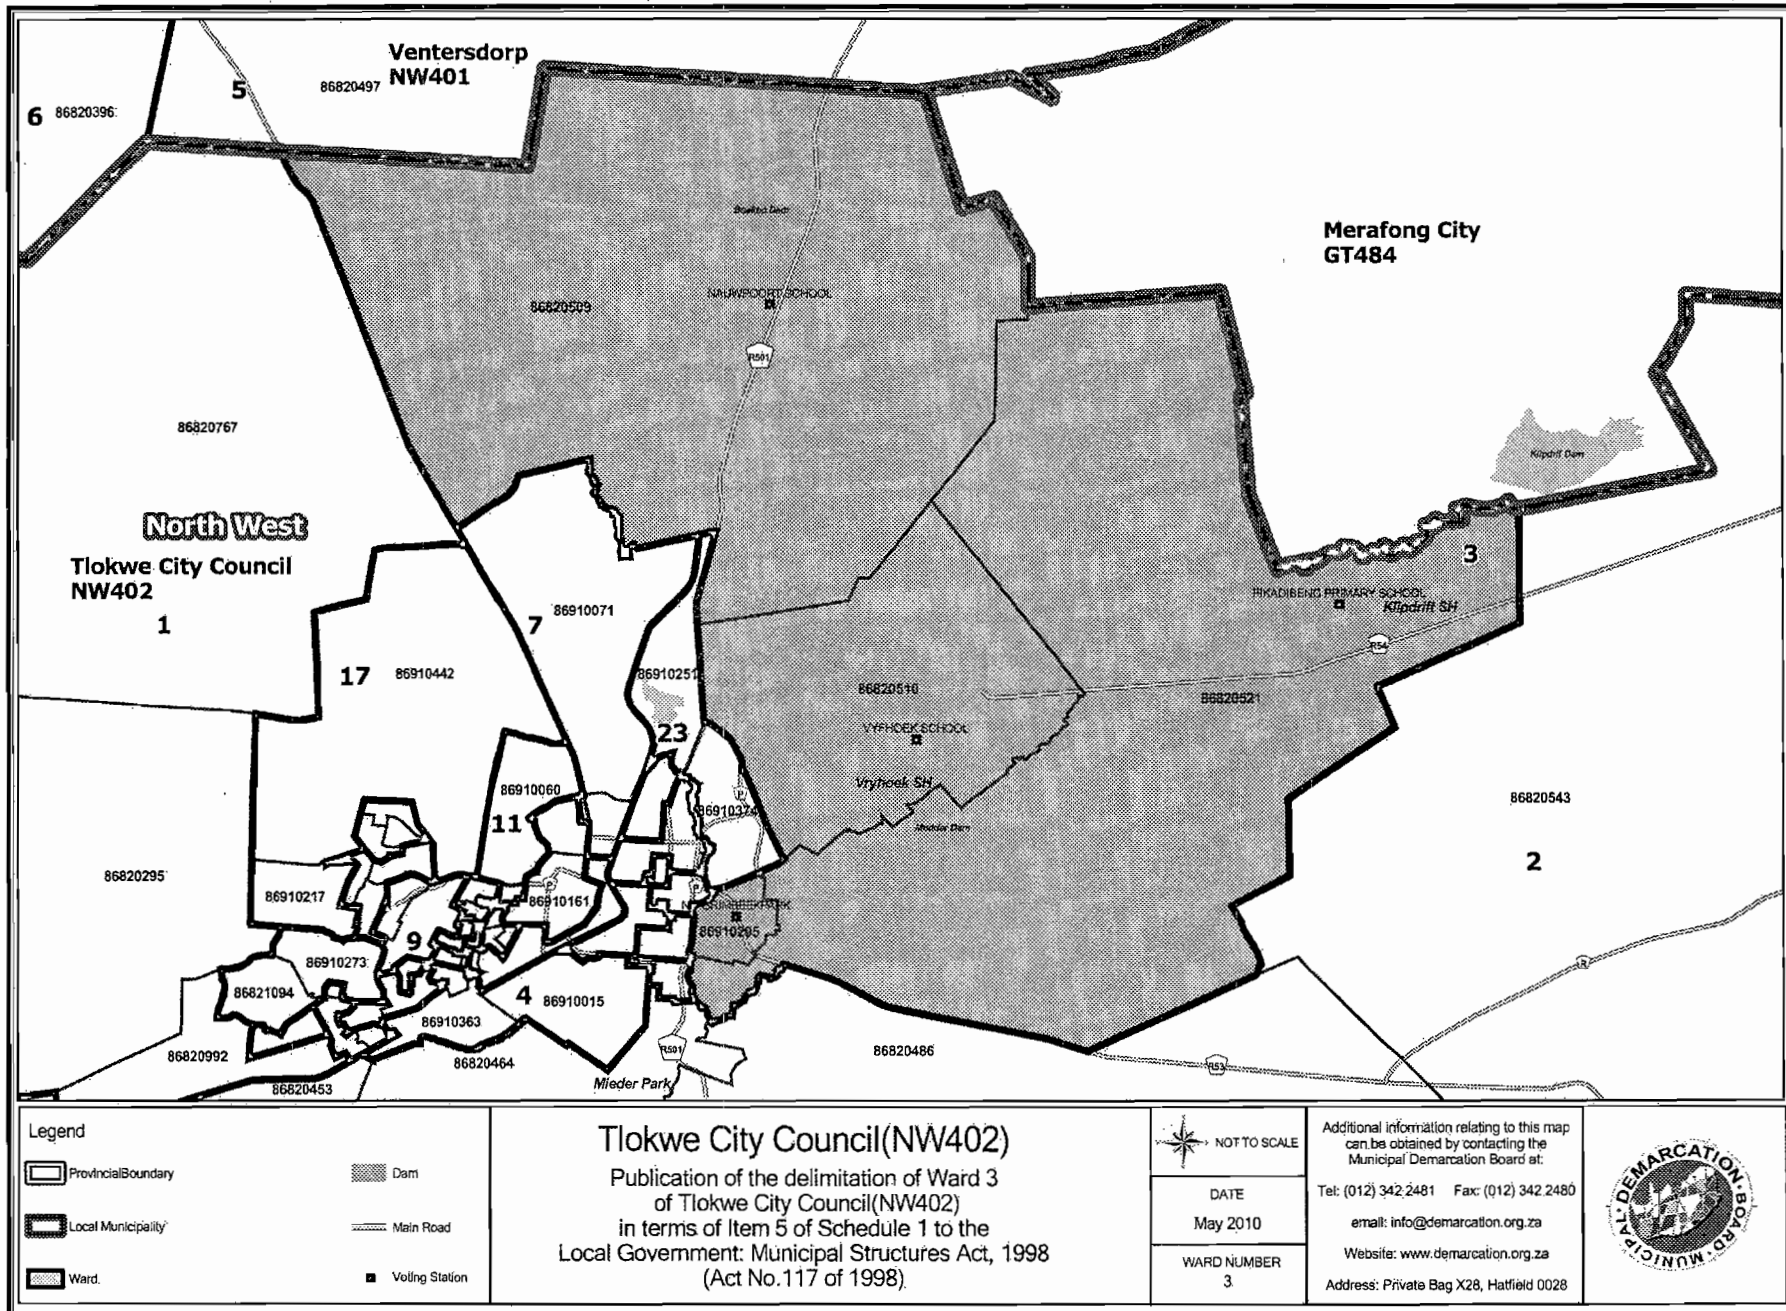 Ventersdorp
NW401
5
86820497
6
86820396
Merafong City
GT484
NAUWPOORT SCHOOL
86820509
R501
86820767
Klipdrif Dam
North West
Tlokwe City Council
NW402
1
3
PIKADIBENG PRIMARY SCHOOL
Klipdrift SH
R54
7
86910071
17
86910442
86910251
86820510
86820521
23
VYFHOEK SCHOOL
Vryhoek SH
86910060
P
86910374
11
Modder Dam
86820543
2
86820295
86910217
P
86910161
P
86910295
9
86910273
R
86821094
4
86910015
86910363
86820992
86820464
R501
86820486
R53
Mieder Park
86820453
Legend
ProvincialBoundary
Dam
Local Municipality
Main Road
Ward.
Voting Station
Tlokwe City Council(NW402)
Publication of the delimitation of Ward 3
of Tlokwe City Council(NW402)
in terms of Item 5 of Schedule 1 to the
Local Government: Municipal Structures Act, 1998
(Act No.117 of 1998)
NOT TO SCALE
DATE
May 2010
WARD NUMBER
3
Additional information relating to this map
can be obtained by contacting the
Municipal Demarcation Board at:
Tel: (012) 342 2481 Fax: (012) 342 2480
email: info@demarcation.org.za
Website: www.demarcation.org.za
Address: Private Bag X28, Hatfield 0028
MUNICIPAL DEMARCATION BOARD